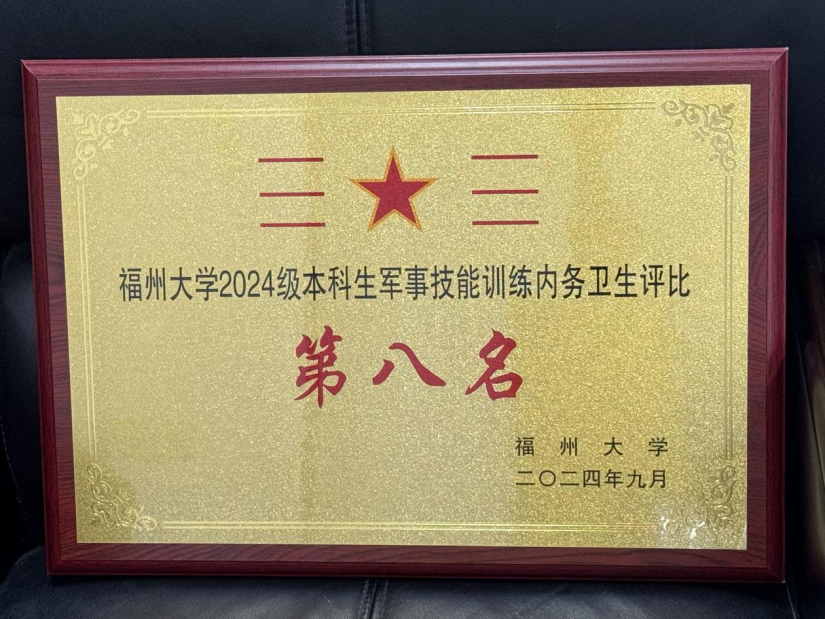 福州大学2024级本科生军事技能训练内务卫生评比
第八名
福州大学
二〇二四年九月